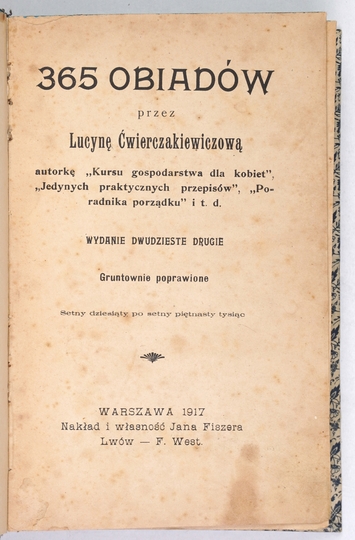 365 OBIADÓW
przez
Lucynę Ćwierczakiewiczową
autorkę „Kursu gospodarstwa dla kobiet”,
„Jedynych praktycznych przepisów”, „Po-
radnika porządku” i t. d.
WYDANIE DWUDZIESTE DRUGIE
Gruntownie poprawione
Setny dziesiąty po setny piętnasty tysiąc
WARSZAWA 1917
Nakład i własność Jana Fiszera
Lwów — F. West.